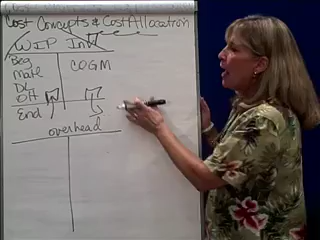 Cost Concepts & Cost Allocation
WIP Inv
Beg
Matl
DL
OH
End
COGM
overhead